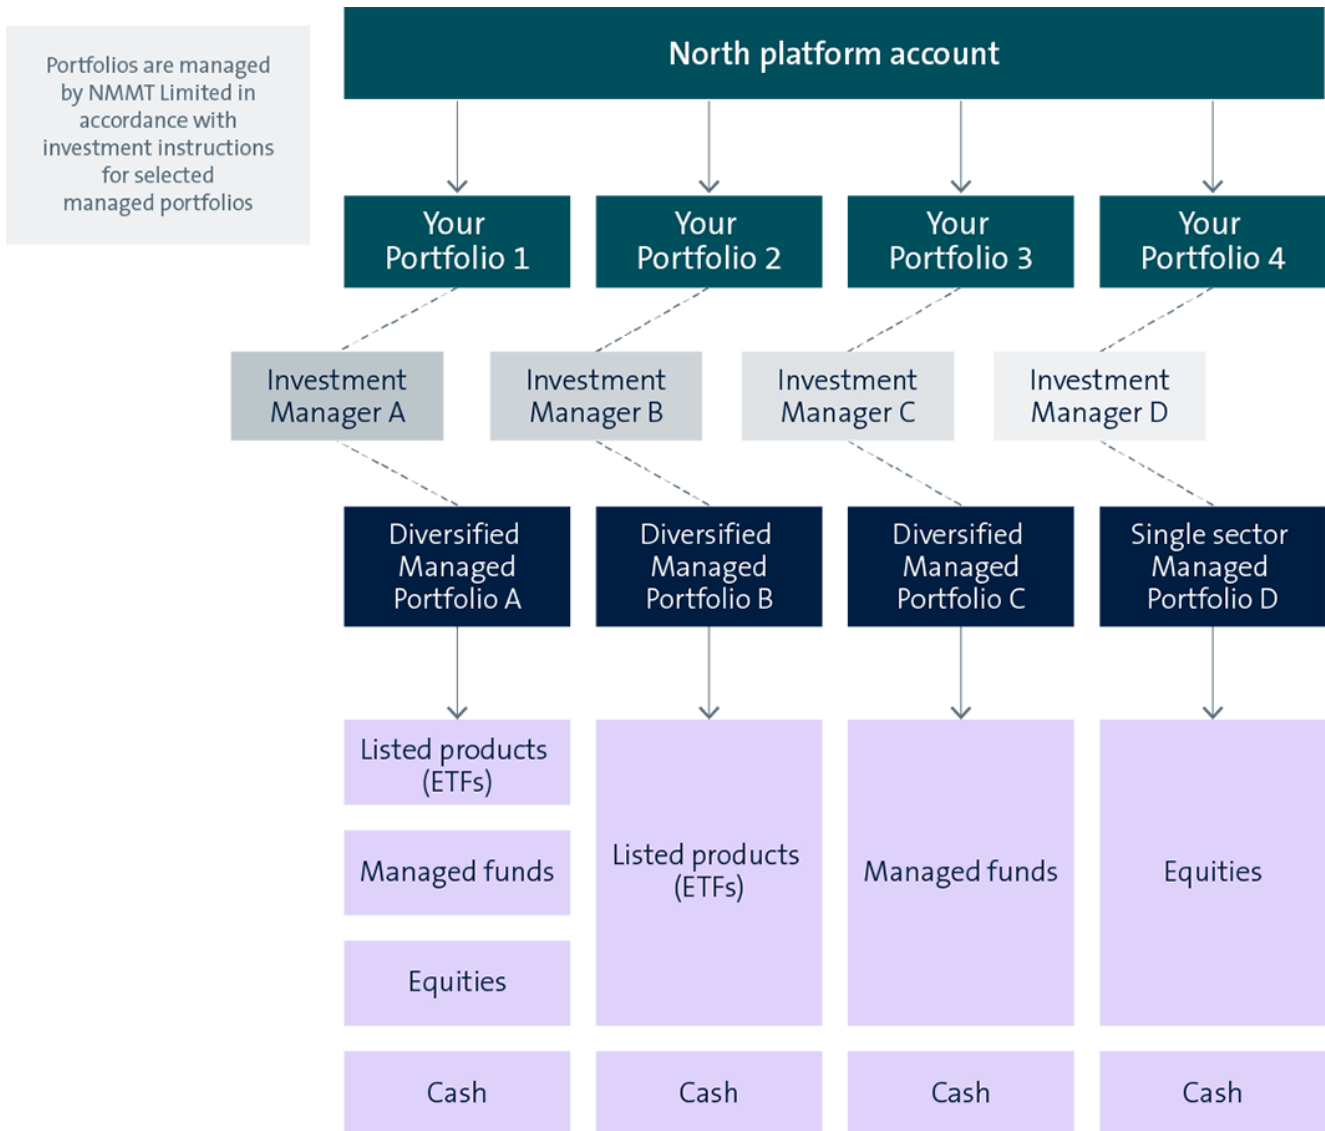 Portfolios are managed
by NMMT Limited in
accordance with
investment instructions
for selected
managed portfolios
North platform account
Your
Portfolio 1
Your
Portfolio 2
Your
Portfolio 3
Your
Portfolio 4
Investment
Manager A
Investment
Manager B
Investment
Manager C
Investment
Manager D
Diversified
Managed
Portfolio A
Diversified
Managed
Portfolio B
Diversified
Managed
Portfolio C
Single sector
Managed
Portfolio D
Listed products
(ETFs)
Managed funds
Equities
Cash
Listed products
(ETFs)
Cash
Managed funds
Cash
Equities
Cash